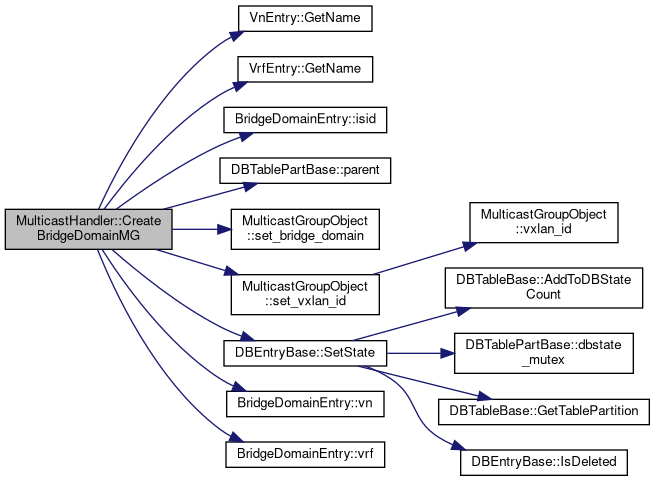 VnEntry::GetName
VrfEntry::GetName
BridgeDomainEntry::isid
DBTablePartBase::parent
MulticastHandler::Create
BridgeDomainMG
MulticastGroupObject
::set_bridge_domain
MulticastGroupObject
::vxlan_id
MulticastGroupObject
::set_vxlan_id
DBTableBase::AddToDBState
Count
DBEntryBase::SetState
DBTablePartBase::dbstate
_mutex
BridgeDomainEntry::vn
DBTableBase::GetTablePartition
BridgeDomainEntry::vrf
DBEntryBase::IsDeleted